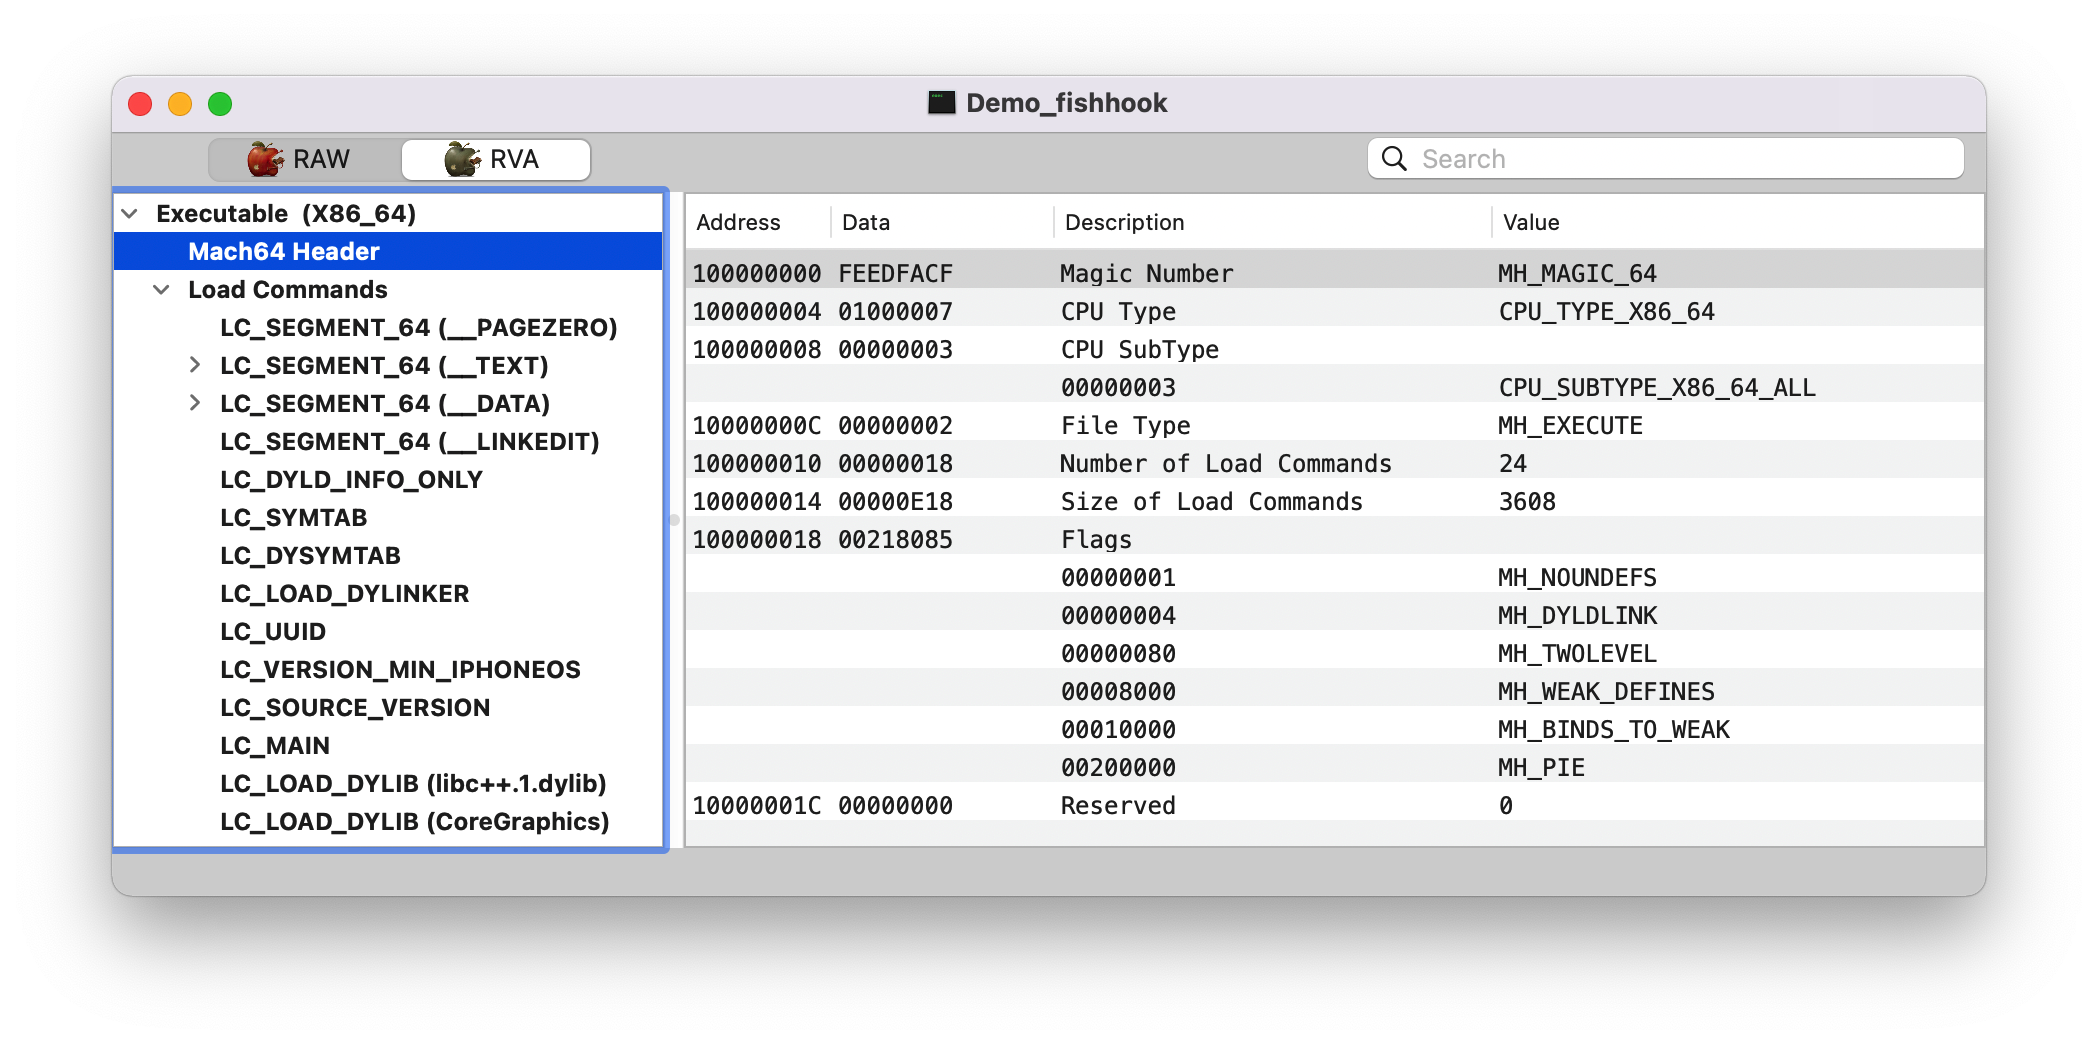 Demo_fishhook
RAW RVA Search
Executable (X86_64)
Mach64 Header
Load Commands
LC_SEGMENT_64 (__PAGEZERO)
LC_SEGMENT_64 (__TEXT)
LC_SEGMENT_64 (__DATA)
LC_SEGMENT_64 (__LINKEDIT)
LC_DYLD_INFO_ONLY
LC_SYMTAB
LC_DYSYMTAB
LC_LOAD_DYLINKER
LC_UUID
LC_VERSION_MIN_IPHONEOS
LC_SOURCE_VERSION
LC_MAIN
LC_LOAD_DYLIB (libc++.1.dylib)
LC_LOAD_DYLIB (CoreGraphics)
Address Data Description Value
100000000 FEEDFACF Magic Number MH_MAGIC_64
100000004 01000007 CPU Type CPU_TYPE_X86_64
100000008 00000003 CPU SubType
00000003 CPU_SUBTYPE_X86_64_ALL
10000000C 00000002 File Type MH_EXECUTE
100000010 00000018 Number of Load Commands 24
100000014 00000E18 Size of Load Commands 3608
100000018 00218085 Flags
00000001 MH_NOUNDEFS
00000004 MH_DYLDLINK
00000080 MH_TWOLEVEL
00008000 MH_WEAK_DEFINES
00010000 MH_BINDS_TO_WEAK
00200000 MH_PIE
10000001C 00000000 Reserved 0